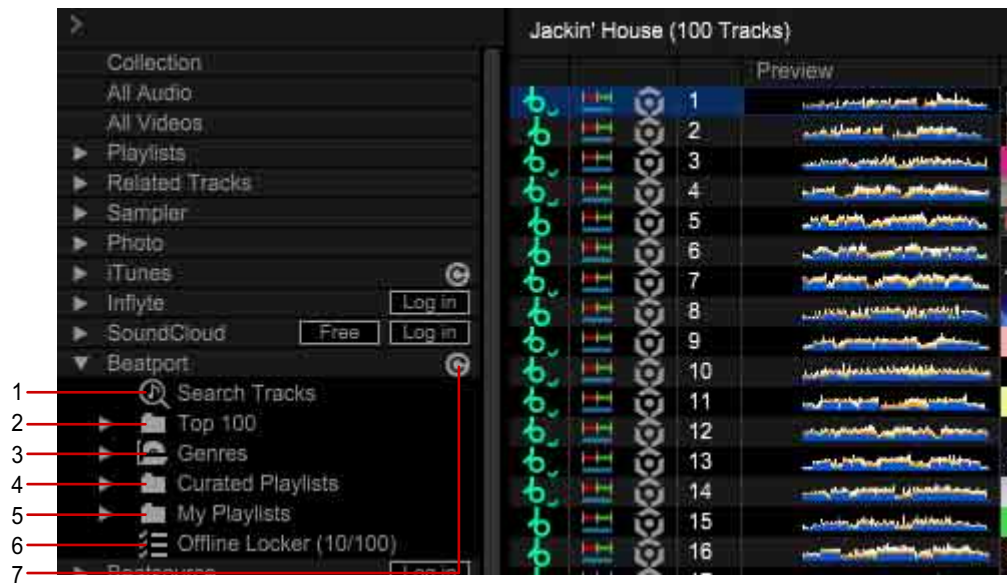 Jackin' House (100 Tracks)
Preview
Collection
All Audio
All Videos
Playlists
Related Tracks
Sampler
Photo
iTunes
Inflyte Log in
SoundCloud Free Log in
Beatport
1 Search Tracks
2 Top 100
3 Genres
4 Curated Playlists
5 My Playlists
6 Offline Locker (10/100)
7 Beatsource Log in
1
2
3
4
5
6
7
8
9
10
11
12
13
14
15
16